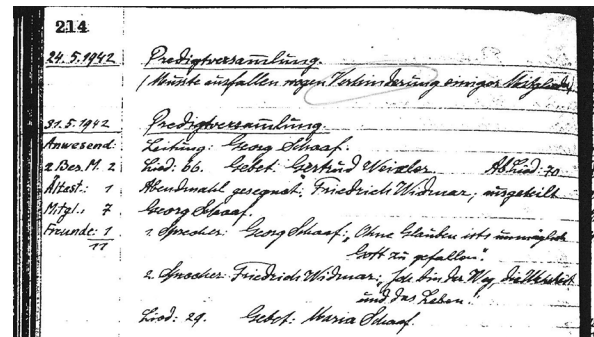 214
24.5.1942 Predigtversammlung.
(Musste ausfallen wegen Verhinderung einiger Mitglieder)
31.5.1942 Predigtversammlung.
Anwesend: Leitung: Georg Schaaf.
a. Bes. M. 2 Lied: 66. Gebet: Gertrud Ab Lied: 70
Ältest: 1 Abendmahl gesegnet: Friedrich Widmar, ausgeteilt
Mitgl.: 7 Georg Schaaf.
Freunde: 1 1. Sprecher: Georg Schaaf: „Ohne Glauben ists unmöglich
11 Gott zu gefallen".
2. Sprecher: Friedrich Widmar: „Ich bin der Weg, die Wahrheit
und das Leben."
Lied: 29. Gebet: Maria Schaaf.